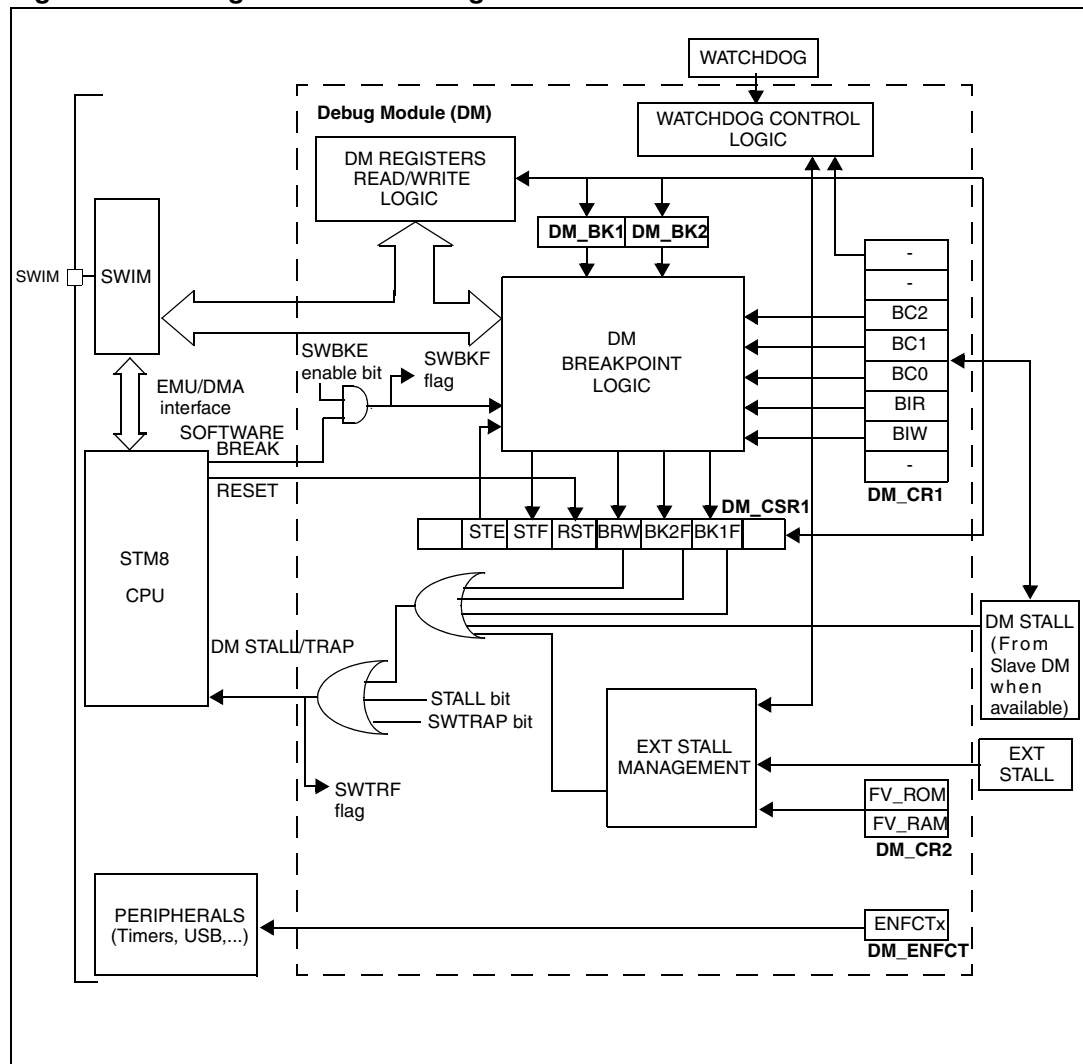 WATCHDOG
Debug Module (DM)
WATCHDOG CONTROL
LOGIC
DM REGISTERS
READ/WRITE
LOGIC
DM_BK1
DM_BK2
SWIM
SWIM
-
-
BC2
BC1
BC0
BIR
BIW
-
DM_CR1
DM
BREAKPOINT
LOGIC
SWBKE
enable bit
SWBKF
flag
EMU/DMA
interface
SOFTWARE
BREAK
RESET
DM_CSR1
STE
STF
RST
BRW
BK2F
BK1F
STM8
CPU
DM STALL/TRAP
STALL bit
SWTRAP bit
SWTRF
flag
DM STALL
(From
Slave DM
when
available)
EXT STALL
MANAGEMENT
EXT
STALL
FV_ROM
FV_RAM
DM_CR2
PERIPHERALS
(Timers, USB,...)
ENFCTx
DM_ENFCT